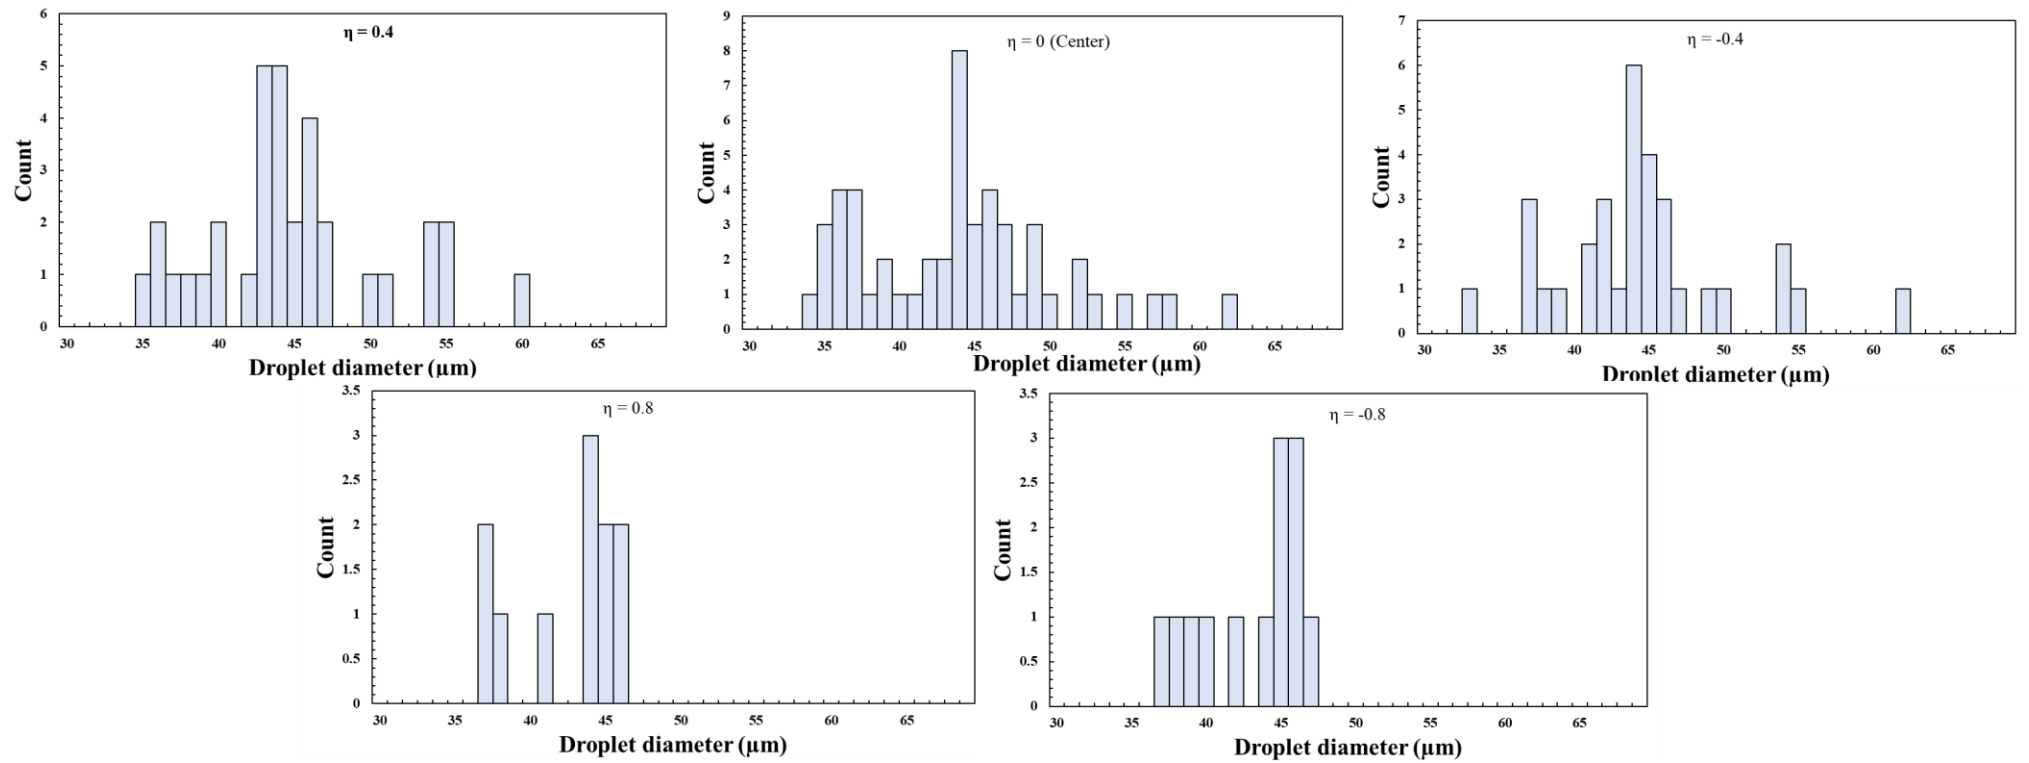 η = 0.4
6
5
4
3
2
1
0
Count
30 35 40 45 50 55 60 65
Droplet diameter (µm)
η = 0 (Center)
9
8
7
6
5
4
3
2
1
0
Count
30 35 40 45 50 55 60 65
Droplet diameter (µm)
η = -0.4
7
6
5
4
3
2
1
0
Count
30 35 40 45 50 55 60 65
Droplet diameter (µm)
η = 0.8
3.5
3
2.5
2
1.5
1
0.5
0
Count
30 35 40 45 50 55 60 65
Droplet diameter (µm)
η = -0.8
3.5
3
2.5
2
1.5
1
0.5
0
Count
30 35 40 45 50 55 60 65
Droplet diameter (µm)